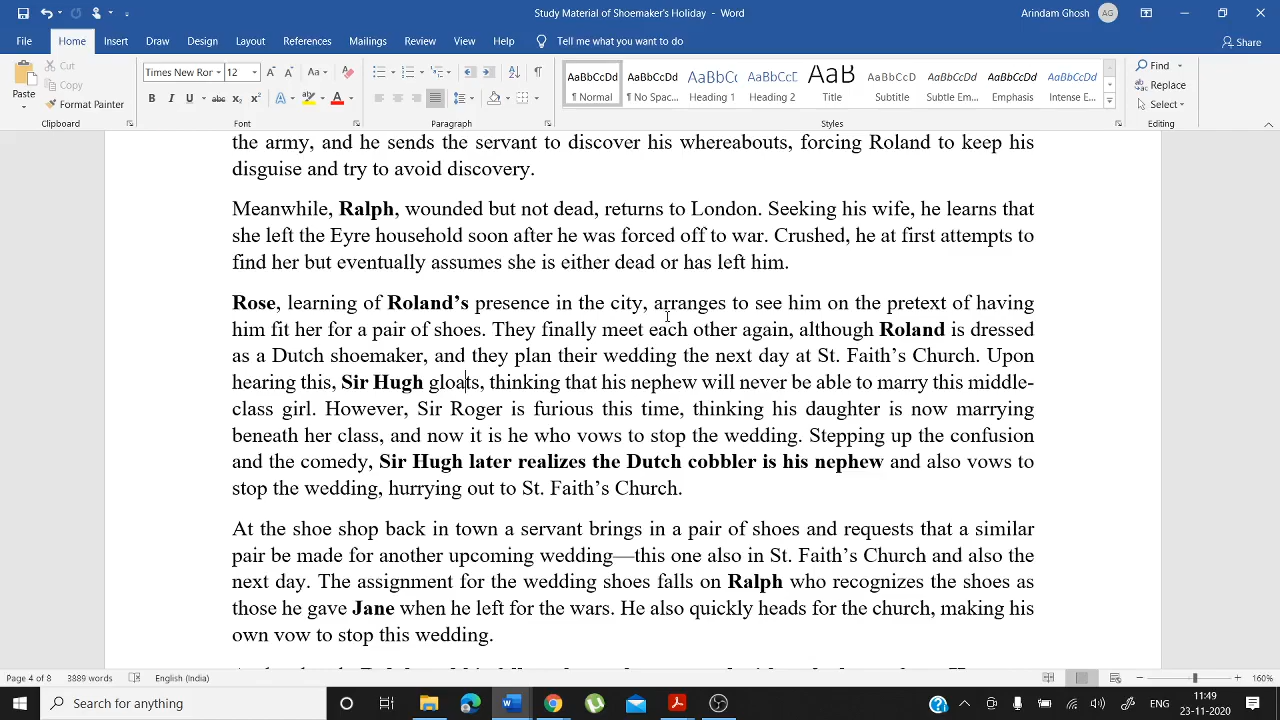 Study Material of Shoemaker's Holiday - Word
Arindam Ghosh AG
File Home Insert Draw Design Layout References Mailings Review View Help Tell me what you want to do Share
Paste Cut Copy Format Painter
Times New Ror 12
AaBbCcDd AaBbCcDd AaBbCc AaBbCcD AaB AaBbCcD AaBbCcDd AaBbCcDd AaBbCcDd
¶ Normal ¶ No Spac... Heading 1 Heading 2 Title Subtitle Subtle Em... Emphasis Intense E...
Find Replace Select
Clipboard Font Paragraph Styles Editing
the army, and he sends the servant to discover his whereabouts, forcing Roland to keep his
disguise and try to avoid discovery.
Meanwhile, Ralph, wounded but not dead, returns to London. Seeking his wife, he learns that
she left the Eyre household soon after he was forced off to war. Crushed, he at first attempts to
find her but eventually assumes she is either dead or has left him.
Rose, learning of Roland's presence in the city, arranges to see him on the pretext of having
him fit her for a pair of shoes. They finally meet each other again, although Roland is dressed
as a Dutch shoemaker, and they plan their wedding the next day at St. Faith's Church. Upon
hearing this, Sir Hugh gloats, thinking that his nephew will never be able to marry this middle-
class girl. However, Sir Roger is furious this time, thinking his daughter is now marrying
beneath her class, and now it is he who vows to stop the wedding. Stepping up the confusion
and the comedy, Sir Hugh later realizes the Dutch cobbler is his nephew and also vows to
stop the wedding, hurrying out to St. Faith's Church.
At the shoe shop back in town a servant brings in a pair of shoes and requests that a similar
pair be made for another upcoming wedding—this one also in St. Faith's Church and also the
next day. The assignment for the wedding shoes falls on Ralph who recognizes the shoes as
those he gave Jane when he left for the wars. He also quickly heads for the church, making his
own vow to stop this wedding.
Page 4 of 8 3889 words English (India) 160%
Search for anything
11:49
23-11-2020